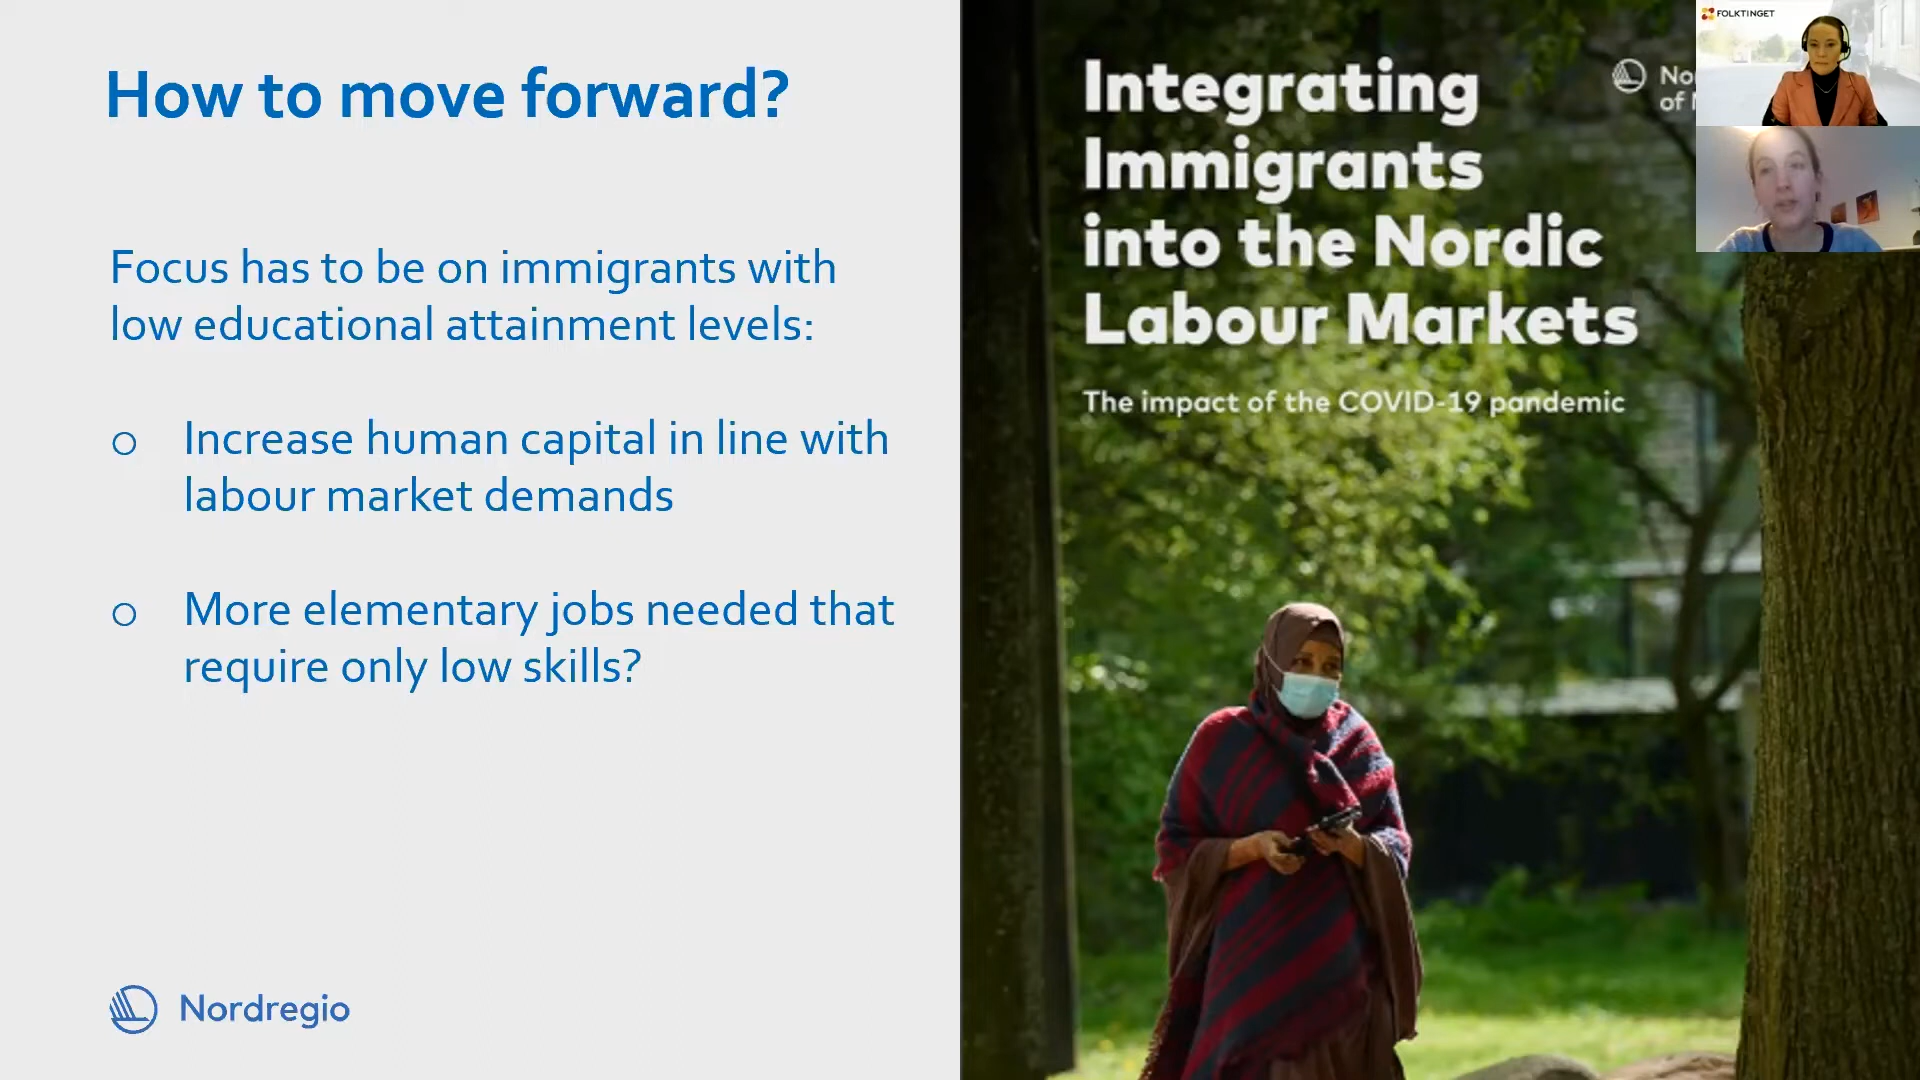 How to move forward?
Focus has to be on immigrants with
low educational attainment levels:
o Increase human capital in line with
labour market demands
o More elementary jobs needed that
require only low skills?
Nordregio
Integrating
Immigrants
into the Nordic
Labour Markets
The impact of the COVID-19 pandemic
of
FOLKTINGET